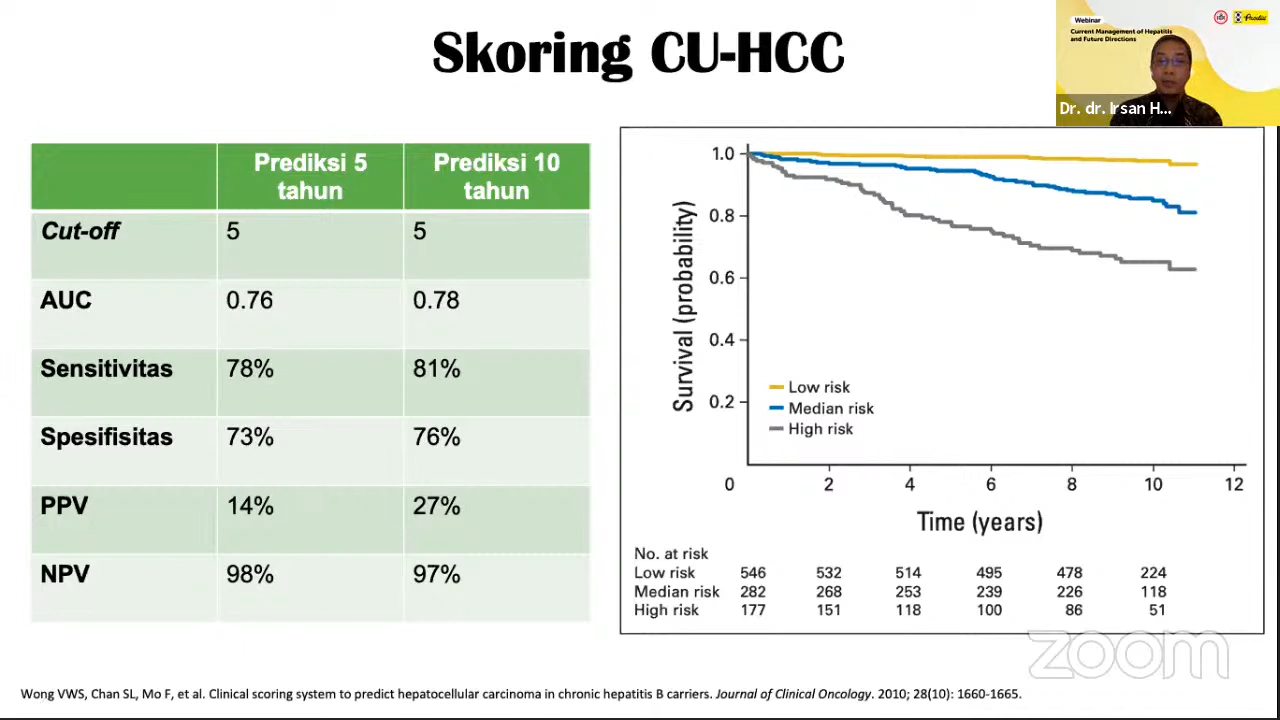 Skoring CU-HCC
Webinar
Current Management of Hepatitis
and Future Directions
Prodia
Dr. dr. Irsan H...
Prediksi 5 tahun
Prediksi 10 tahun
Cut-off 5 5
AUC 0.76 0.78
Sensitivitas 78% 81%
Spesifisitas 73% 76%
PPV 14% 27%
NPV 98% 97%
Survival (probability)
1.0
0.8
0.6
0.4
0.2
Low risk
Median risk
High risk
0 2 4 6 8 10 12
Time (years)
No. at risk
Low risk 546 532 514 495 478 224
Median risk 282 268 253 239 226 118
High risk 177 151 118 100 86 51
zoom
Wong VWS, Chan SL, Mo F, et al. Clinical scoring system to predict hepatocellular carcinoma in chronic hepatitis B carriers. Journal of Clinical Oncology. 2010; 28(10): 1660-1665.